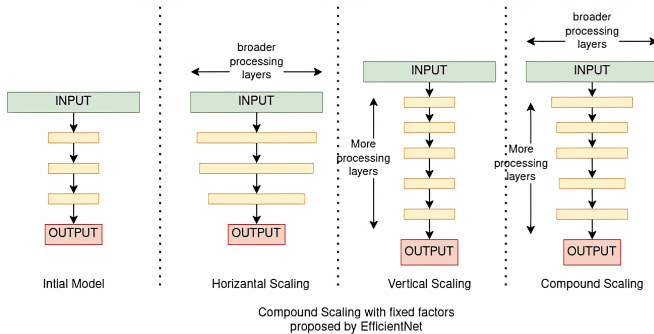 INPUT
OUTPUT
Intial Model
broader
processing
layers
INPUT
OUTPUT
Horizantal Scaling
INPUT
More
processing
layers
OUTPUT
Vertical Scaling
broader processing
layers
INPUT
More
processing
layers
OUTPUT
Compound Scaling
Compound Scaling with fixed factors
proposed by EfficientNet